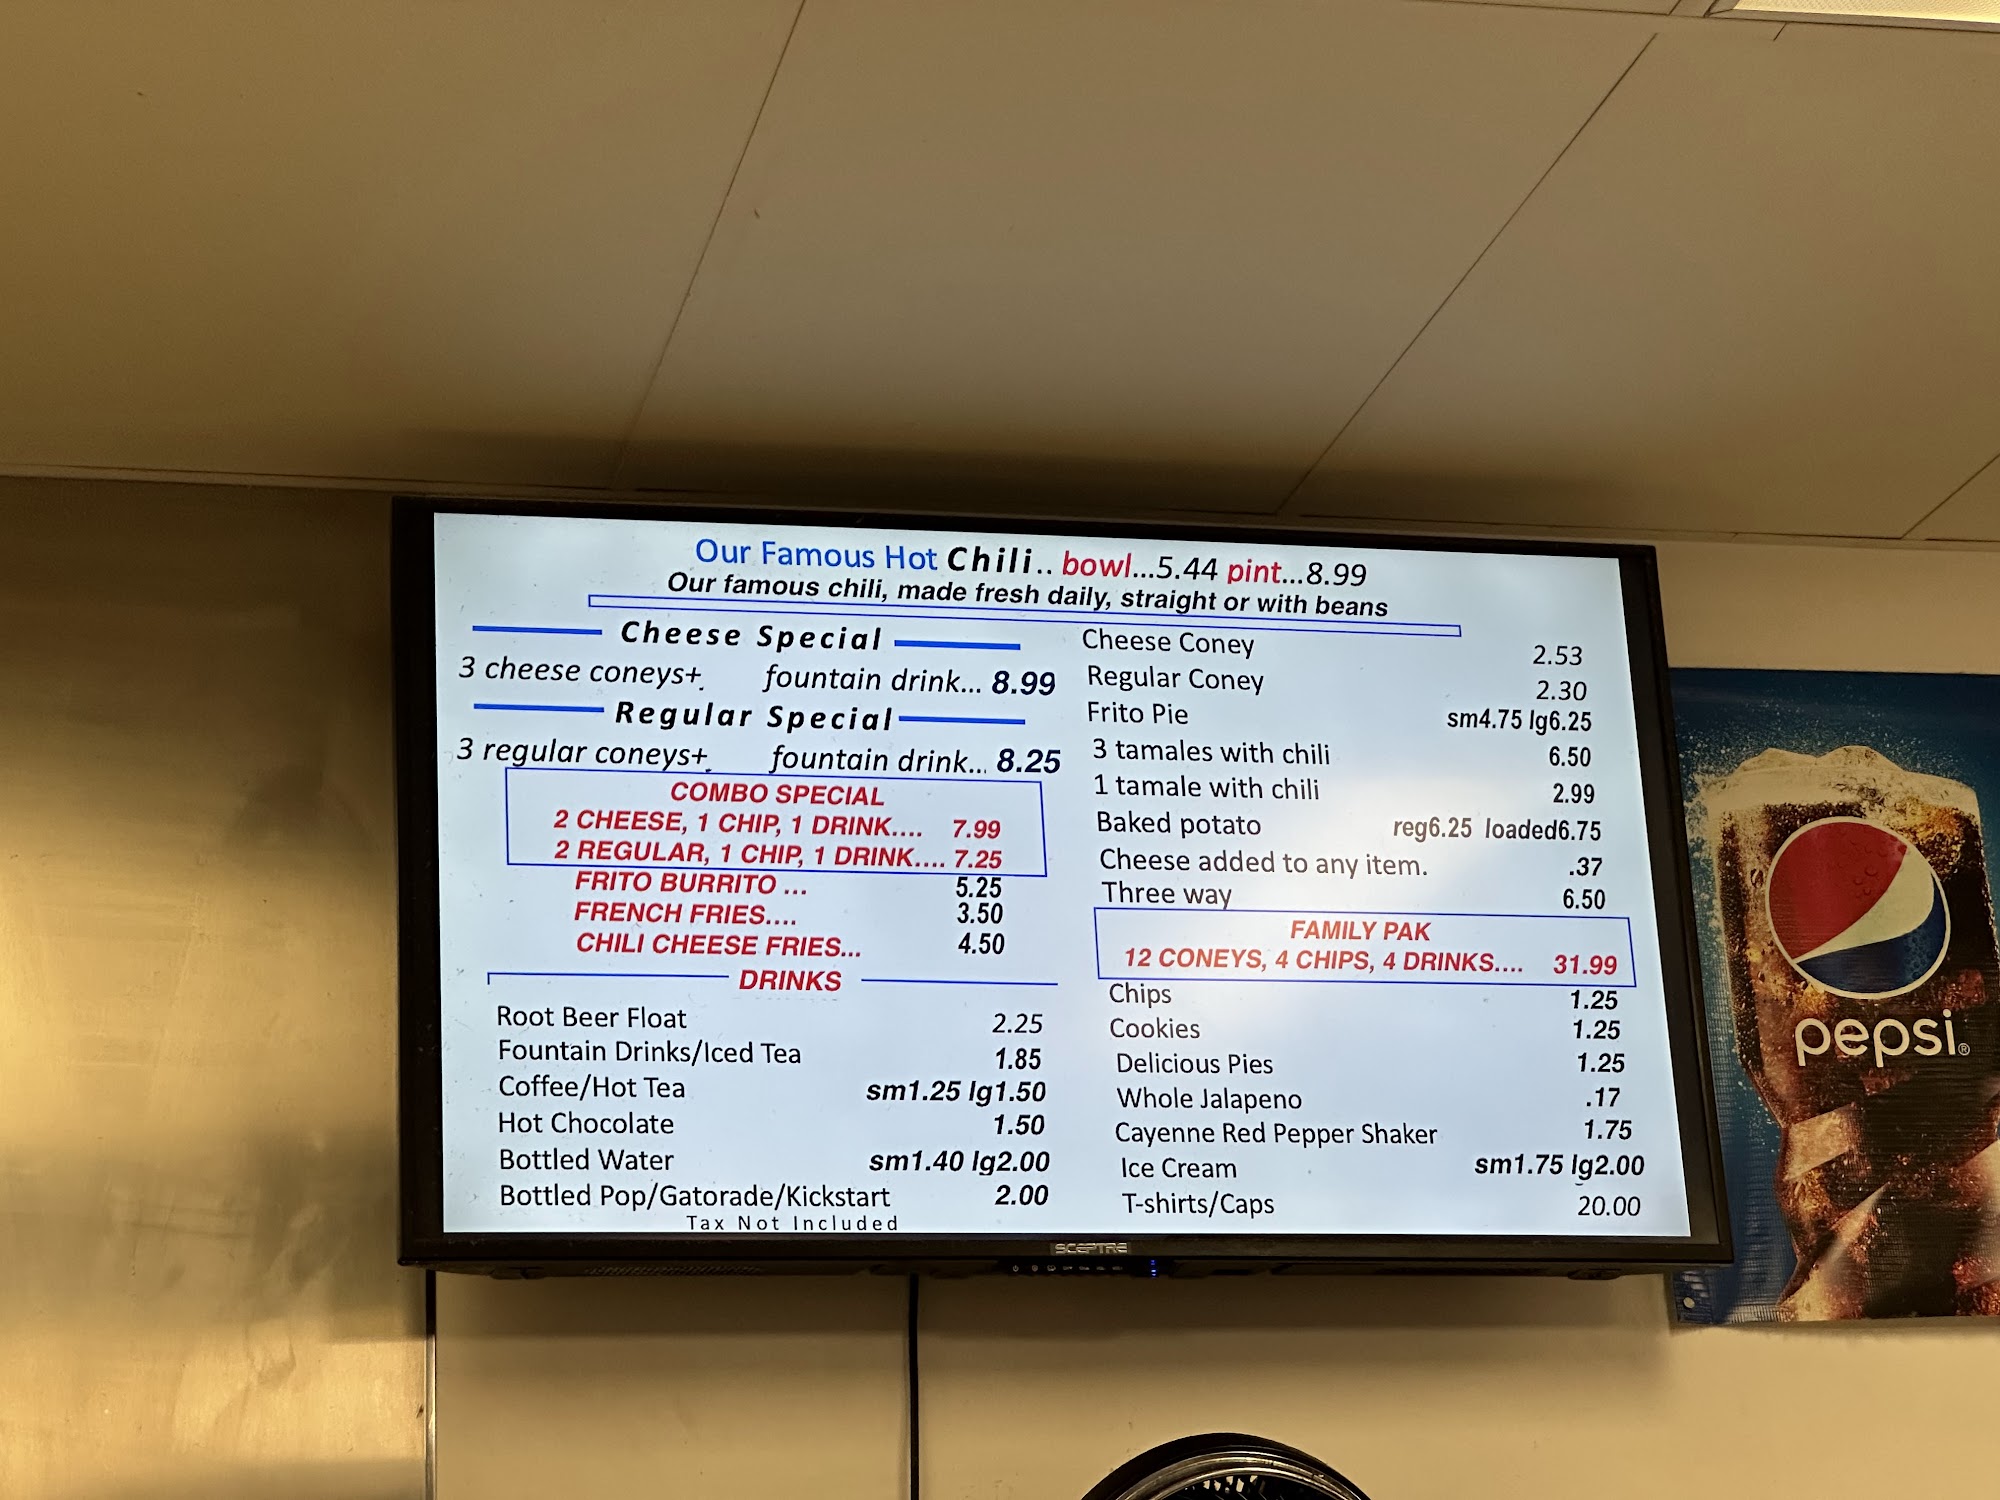 Our Famous Hot Chili.. bowl...5.44 pint...8.99
Our famous chili, made fresh daily, straight or with beans
Cheese Special
3 cheese coneys+. fountain drink... 8.99
Regular Special
3 regular coneys+. fountain drink... 8.25
COMBO SPECIAL
2 CHEESE, 1 CHIP, 1 DRINK.... 7.99
2 REGULAR, 1 CHIP, 1 DRINK.... 7.25
FRITO BURRITO ... 5.25
FRENCH FRIES.... 3.50
CHILI CHEESE FRIES... 4.50
DRINKS
Root Beer Float 2.25
Fountain Drinks/Iced Tea 1.85
Coffee/Hot Tea sm1.25 lg1.50
Hot Chocolate 1.50
Bottled Water sm1.40 lg2.00
Bottled Pop/Gatorade/Kickstart 2.00
Tax Not Included
Cheese Coney 2.53
Regular Coney 2.30
Frito Pie sm4.75 lg6.25
3 tamales with chili 6.50
1 tamale with chili 2.99
Baked potato reg6.25 loaded6.75
Cheese added to any item. .37
Three way 6.50
FAMILY PAK
12 CONEYS, 4 CHIPS, 4 DRINKS.... 31.99
Chips 1.25
Cookies 1.25
Delicious Pies 1.25
Whole Jalapeno .17
Cayenne Red Pepper Shaker 1.75
Ice Cream sm1.75 lg2.00
T-shirts/Caps 20.00
SCEPTRE
pepsi®